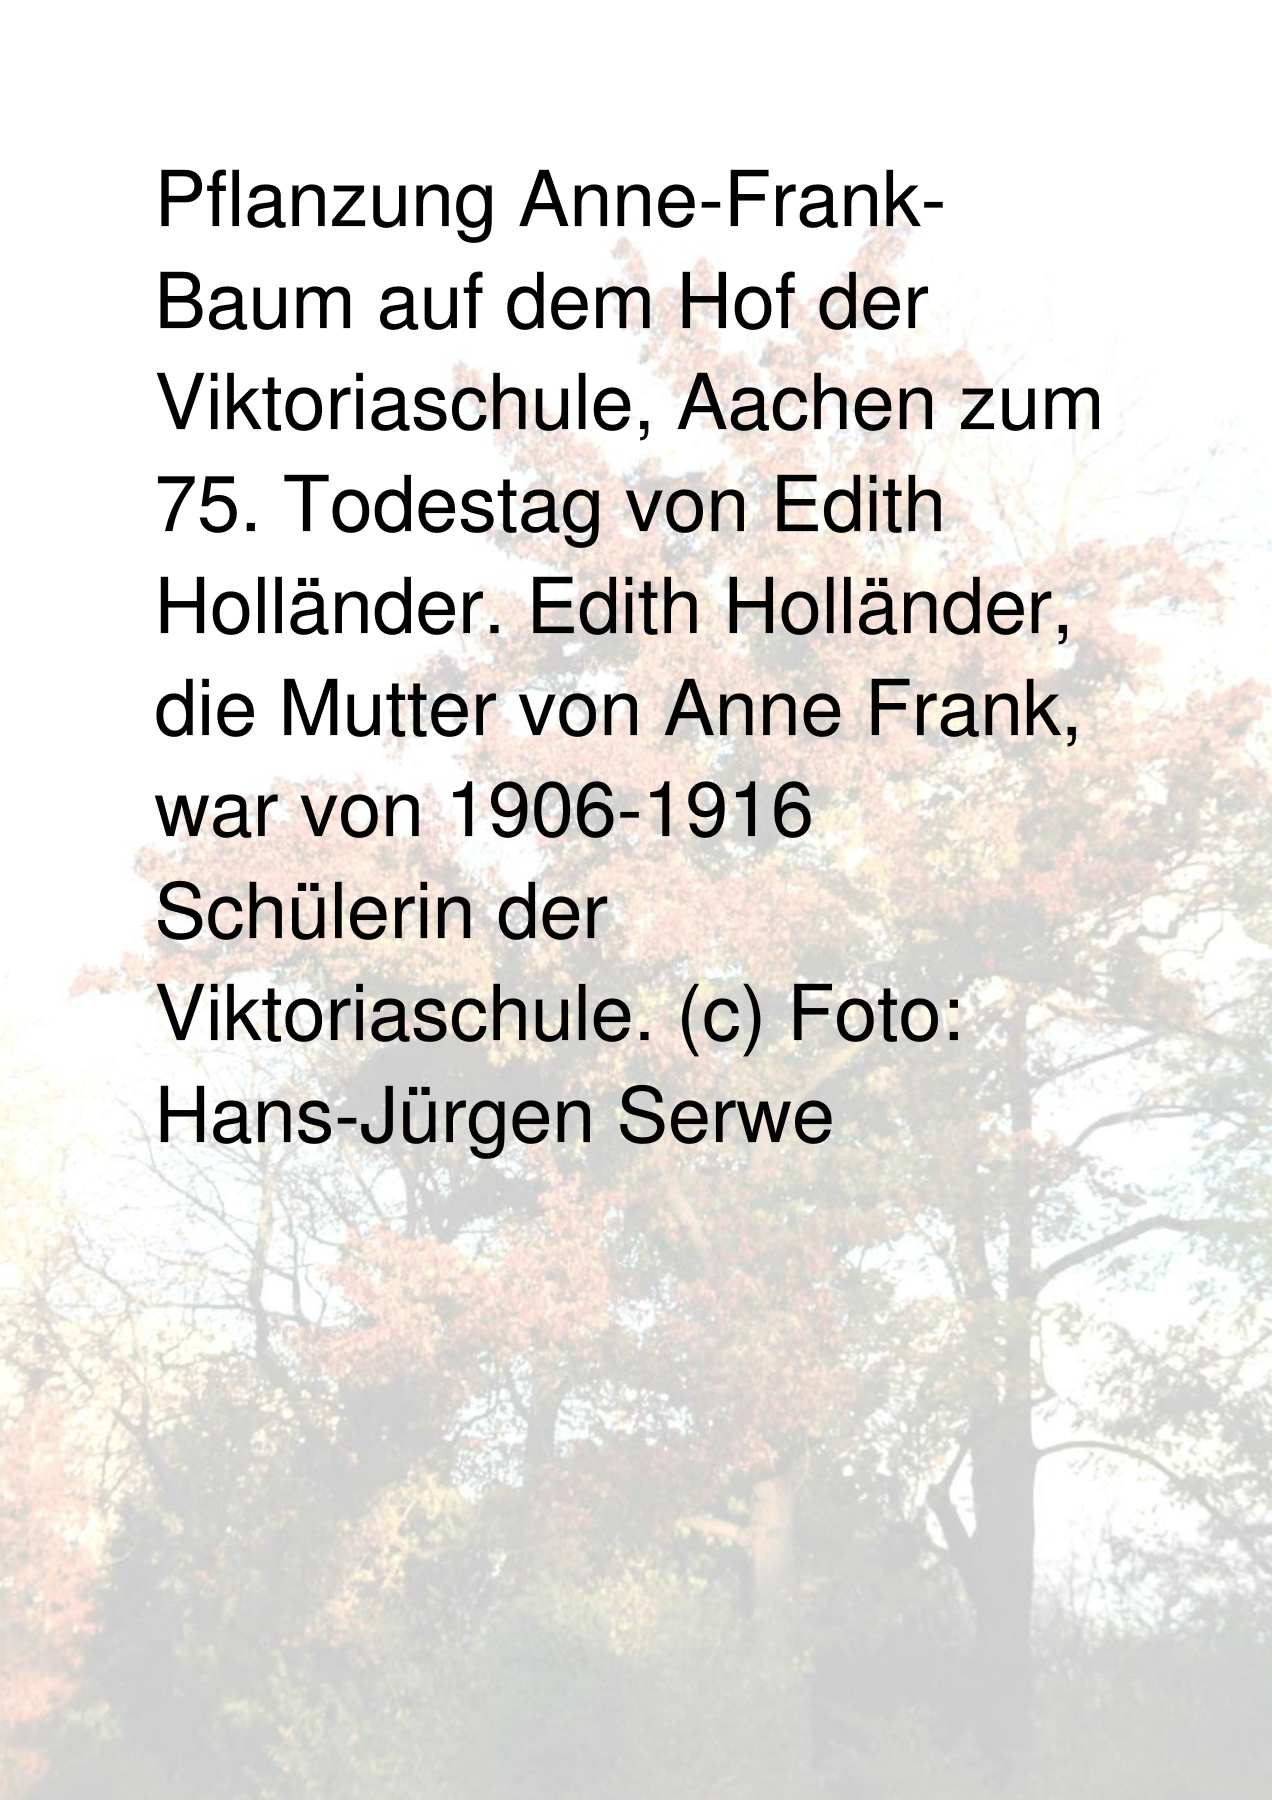 Pflanzung Anne-Frank-
Baum auf dem Hof der
Viktoriaschule, Aachen zum
75. Todestag von Edith
Holländer. Edith Holländer,
die Mutter von Anne Frank,
war von 1906-1916
Schülerin der
Viktoriaschule. (c) Foto:
Hans-Jürgen Serwe